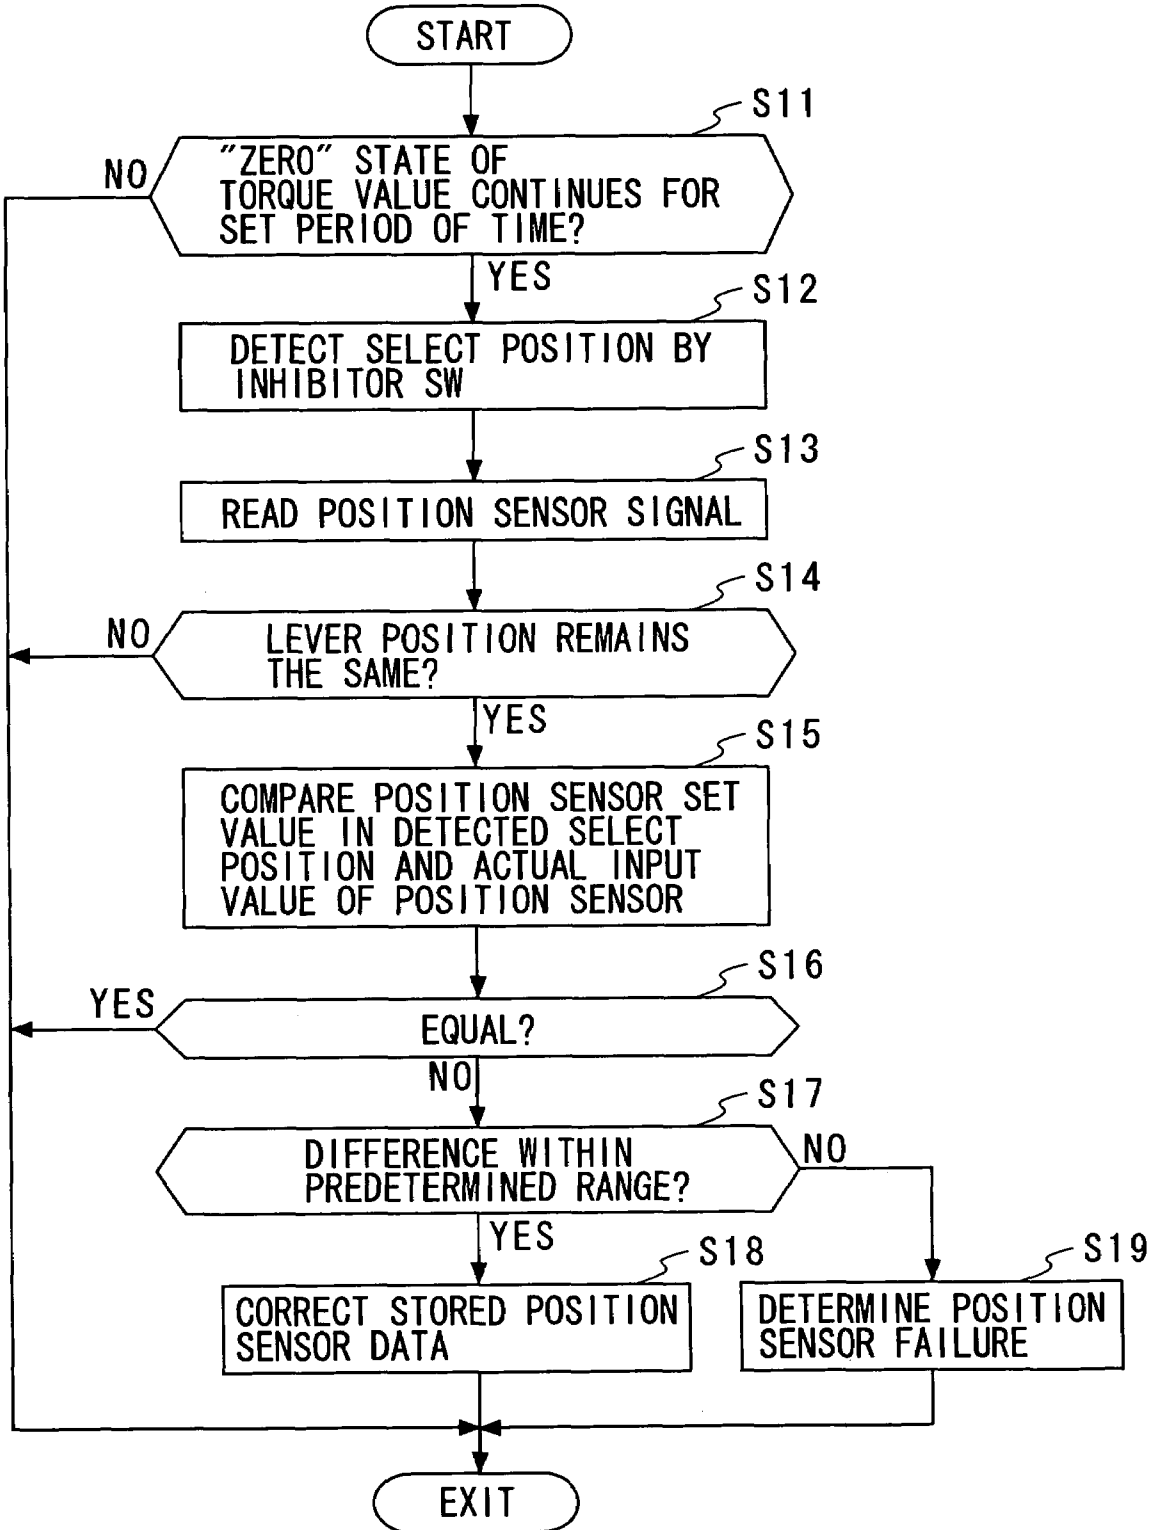 START
S11
"ZERO" STATE OF
TORQUE VALUE CONTINUES FOR
SET PERIOD OF TIME?
NO
YES
S12
DETECT SELECT POSITION BY
INHIBITOR SW
S13
READ POSITION SENSOR SIGNAL
S14
LEVER POSITION REMAINS
THE SAME?
NO
YES
S15
COMPARE POSITION SENSOR SET
VALUE IN DETECTED SELECT
POSITION AND ACTUAL INPUT
VALUE OF POSITION SENSOR
S16
EQUAL?
YES
NO
S17
DIFFERENCE WITHIN
PREDETERMINED RANGE?
NO
YES
S18
CORRECT STORED POSITION
SENSOR DATA
S19
DETERMINE POSITION
SENSOR FAILURE
EXIT